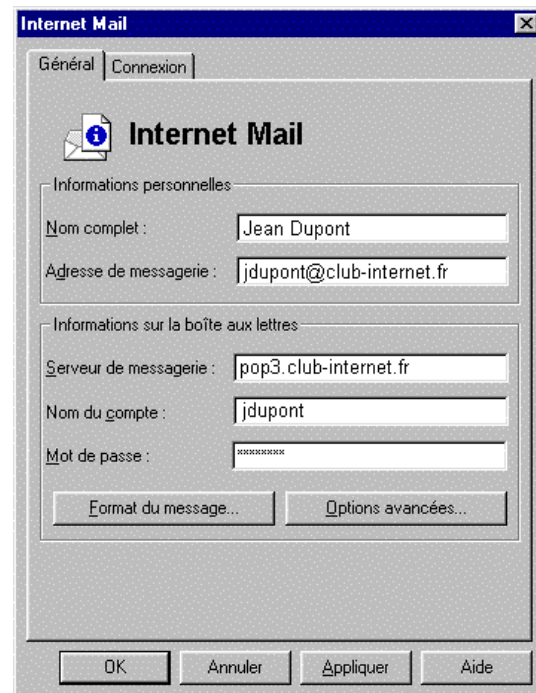 Internet Mail
Général Connexion
Internet Mail
Informations personnelles
Nom complet : Jean Dupont
Adresse de messagerie : jdupont@club-internet.fr
Informations sur la boîte aux lettres
Serveur de messagerie : pop3.club-internet.fr
Nom du compte : jdupont
Mot de passe : ********
Format du message... Options avancées...
OK Annuler Appliquer Aide